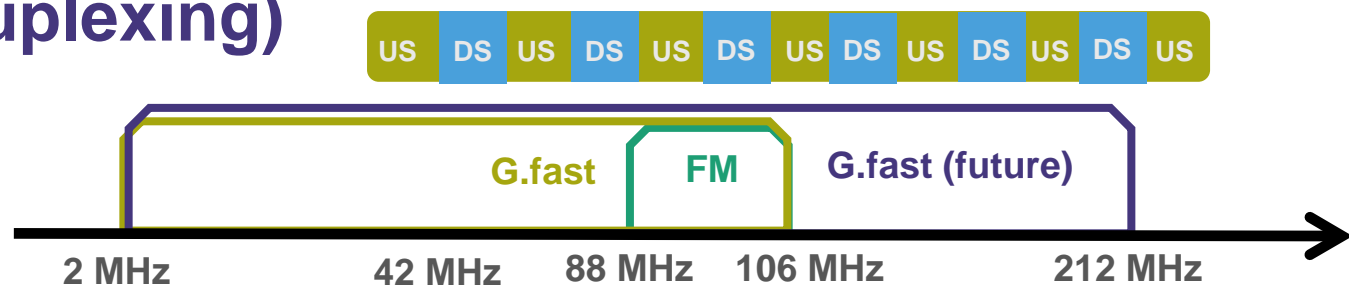 uplexing)
US DS US DS US DS US DS US DS US DS US
G.fast FM G.fast (future)
2 MHz 42 MHz 88 MHz 106 MHz 212 MHz